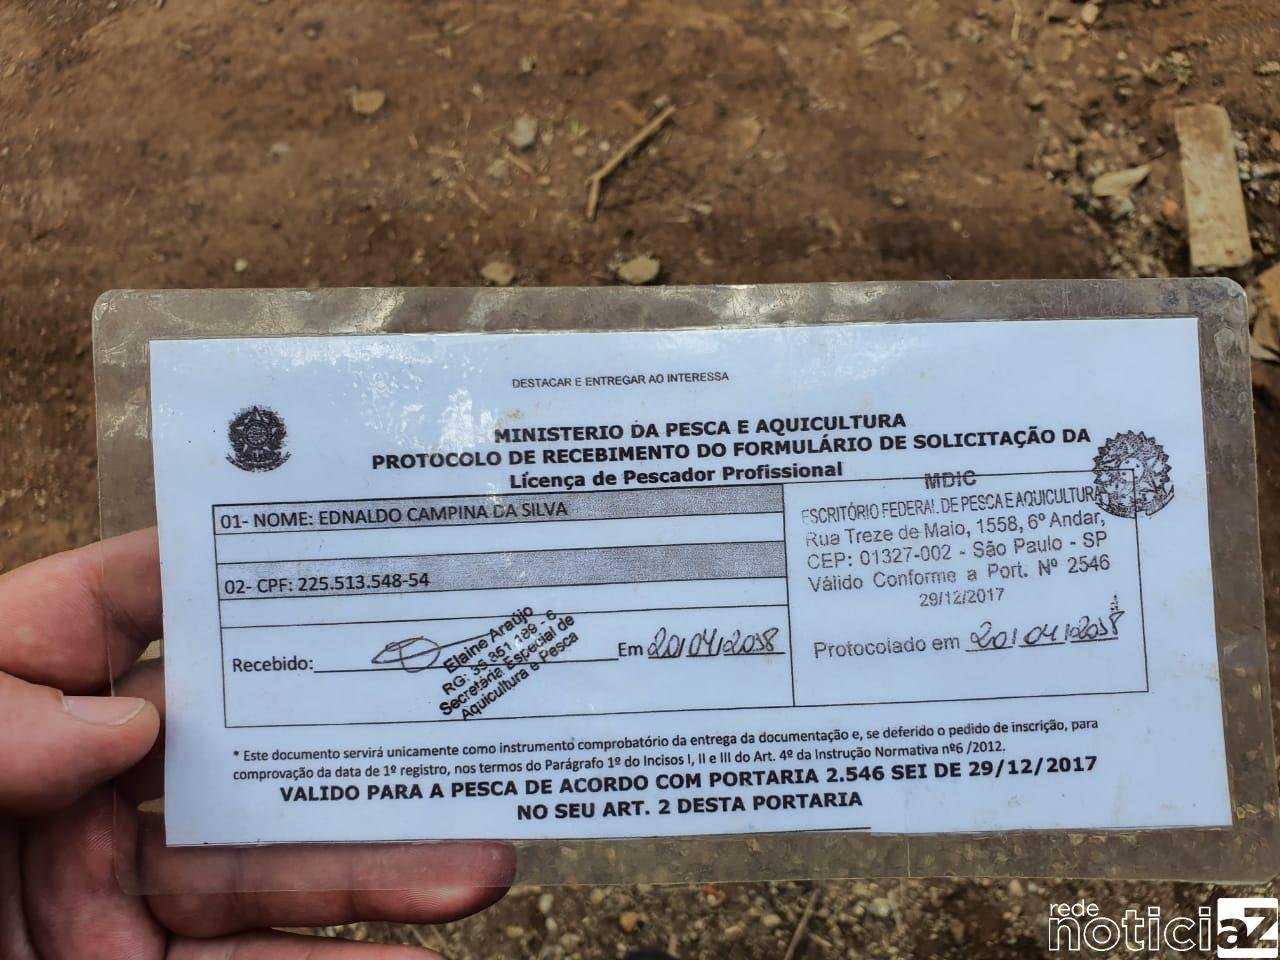 DESTACAR E ENTREGAR AO INTERESSA
MINISTERIO DA PESCA E AQUICULTURA
PROTOCOLO DE RECEBIMENTO DO FORMULÁRIO DE SOLICITAÇÃO DA
Licença de Pescador Profissional
01- NOME: EDNALDO CAMPINA DA SILVA
02- CPF: 225.513.548-54
Recebido:
Elaine Araújo
RG: 36.851.189-6
Secretária Especial de
Aquicultura e Pesca
Em 20/04/2018
MDIC
ESCRITÓRIO FEDERAL DE PESCA E AQUICULTURA
Rua Treze de Maio, 1558, 6º Andar,
CEP: 01327-002 - São Paulo - SP
Válido Conforme a Port. Nº 2546
29/12/2017
Protocolado em 20/04/2018
* Este documento servirá unicamente como instrumento comprobatório da entrega da documentação e, se deferido o pedido de inscrição, para
comprovação da data de 1º registro, nos termos do Parágrafo 1º do Incisos I, II e III do Art. 4º da Instrução Normativa nº6 /2012.
VALIDO PARA A PESCA DE ACORDO COM PORTARIA 2.546 SEI DE 29/12/2017
NO SEU ART. 2 DESTA PORTARIA
rede
noticiaZ